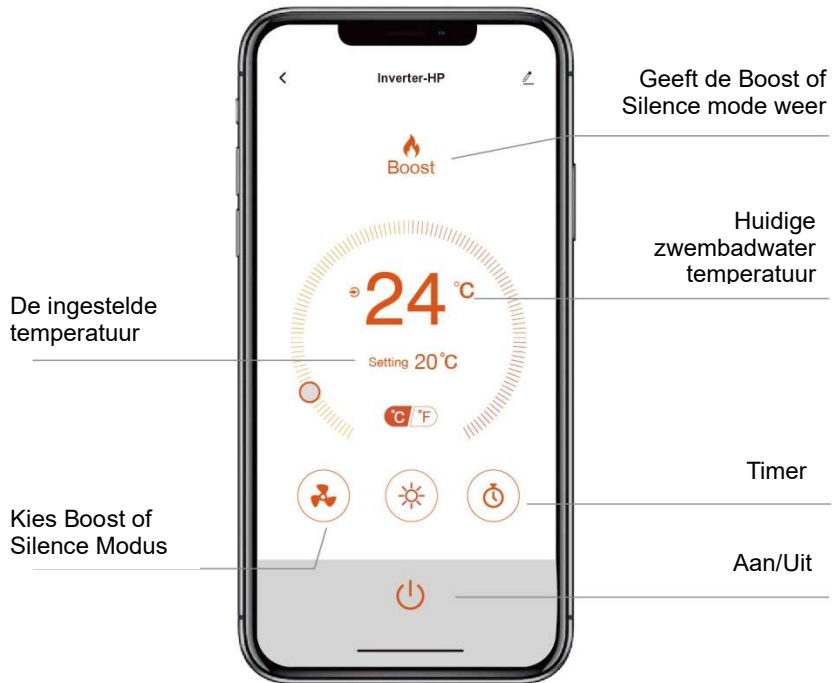 Inverter-HP
Geeft de Boost of
Silence mode weer
Boost
Huidige
zwembadwater
temperatuur
24 °C
De ingestelde
temperatuur
Setting 20°C
°C °F
Timer
Kies Boost of
Silence Modus
Aan/Uit